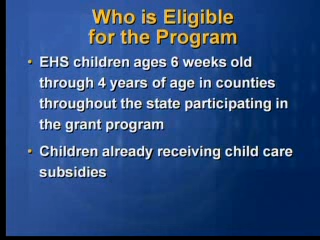 Who is Eligible
for the Program
• EHS children ages 6 weeks old
through 4 years of age in counties
throughout the state participating in
the grant program
• Children already receiving child care
subsidies